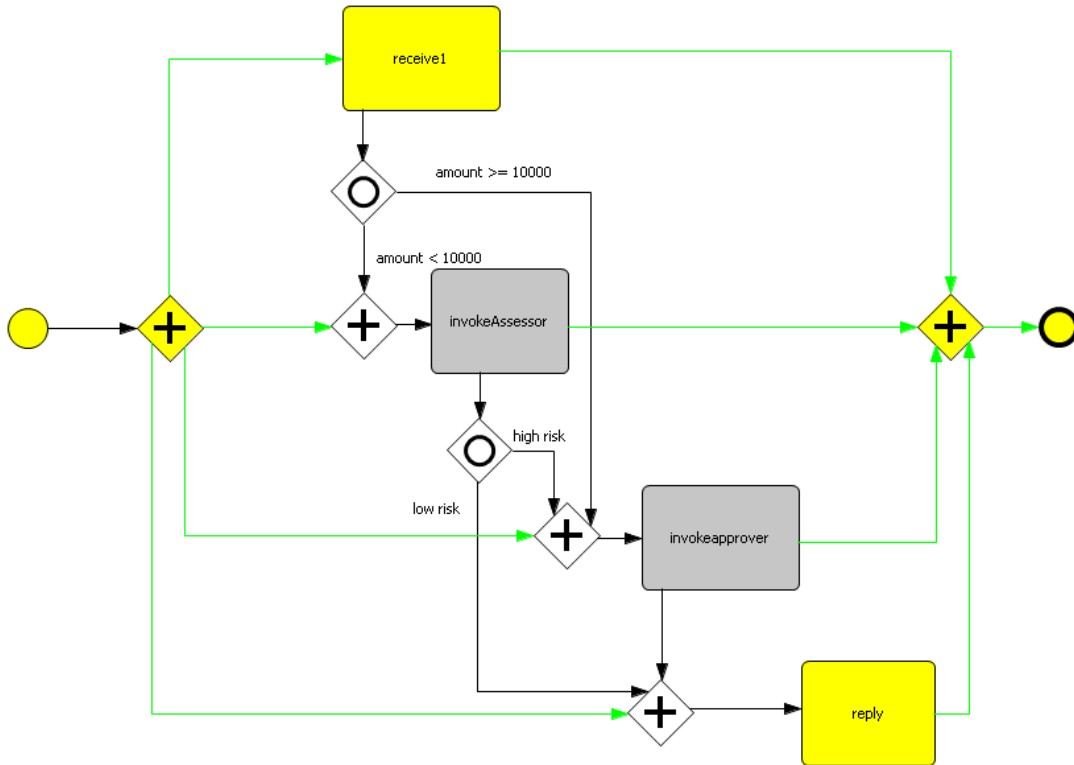 receive1
amount >= 10000
amount < 10000
invokeAssessor
high risk
low risk
invokeapprover
reply